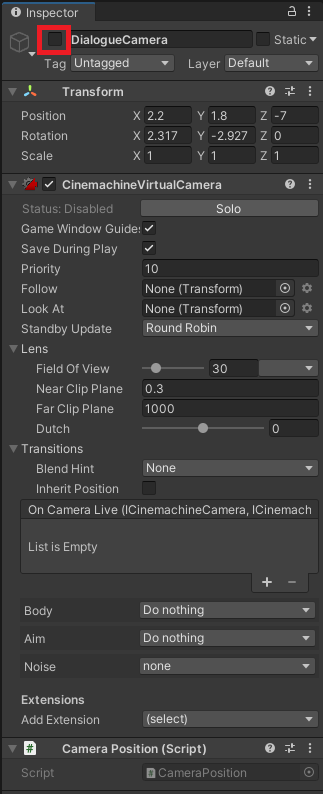 Inspector
DialogueCamera Static
Tag Untagged Layer Default
Transform
Position X 2.2 Y 1.8 Z -7
Rotation X 2.317 Y -2.927 Z 0
Scale X 1 Y 1 Z 1
CinemachineVirtualCamera
Status: Disabled Solo
Game Window Guides
Save During Play
Priority 10
Follow None (Transform)
Look At None (Transform)
Standby Update Round Robin
Lens
Field Of View 30
Near Clip Plane 0.3
Far Clip Plane 1000
Dutch 0
Transitions
Blend Hint None
Inherit Position
On Camera Live (ICinemachineCamera, ICinemach
List is Empty
+ −
Body Do nothing
Aim Do nothing
Noise none
Extensions
Add Extension (select)
# Camera Position (Script)
Script # CameraPosition